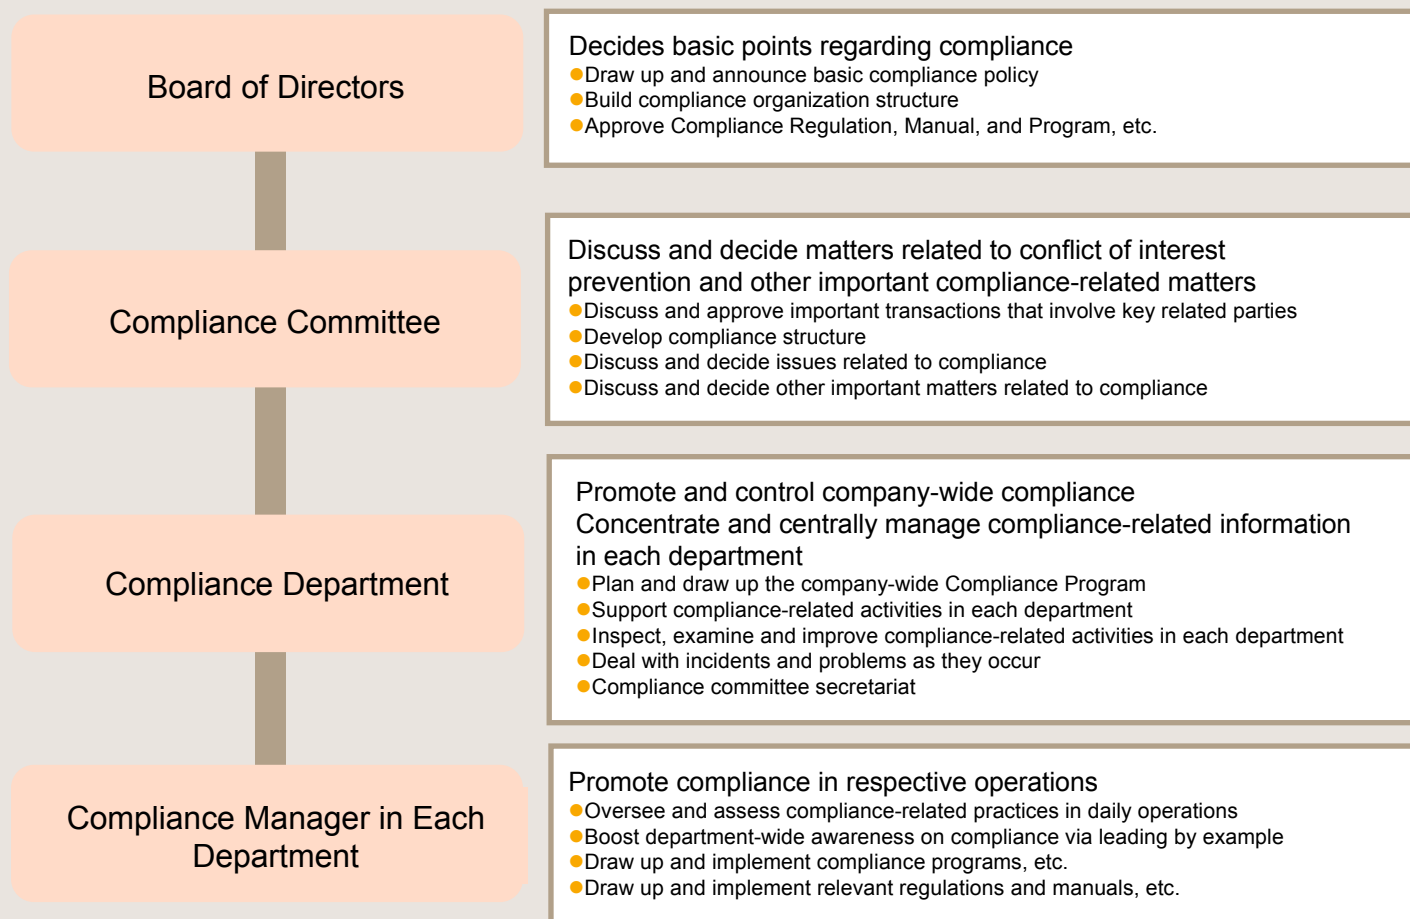 Board of Directors
Decides basic points regarding compliance
●Draw up and announce basic compliance policy
●Build compliance organization structure
●Approve Compliance Regulation, Manual, and Program, etc.
Compliance Committee
Discuss and decide matters related to conflict of interest
prevention and other important compliance-related matters
●Discuss and approve important transactions that involve key related parties
●Develop compliance structure
●Discuss and decide issues related to compliance
●Discuss and decide other important matters related to compliance
Compliance Department
Promote and control company-wide compliance
Concentrate and centrally manage compliance-related information
in each department
●Plan and draw up the company-wide Compliance Program
●Support compliance-related activities in each department
●Inspect, examine and improve compliance-related activities in each department
●Deal with incidents and problems as they occur
●Compliance committee secretariat
Compliance Manager in Each
Department
Promote compliance in respective operations
●Oversee and assess compliance-related practices in daily operations
●Boost department-wide awareness on compliance via leading by example
●Draw up and implement compliance programs, etc.
●Draw up and implement relevant regulations and manuals, etc.